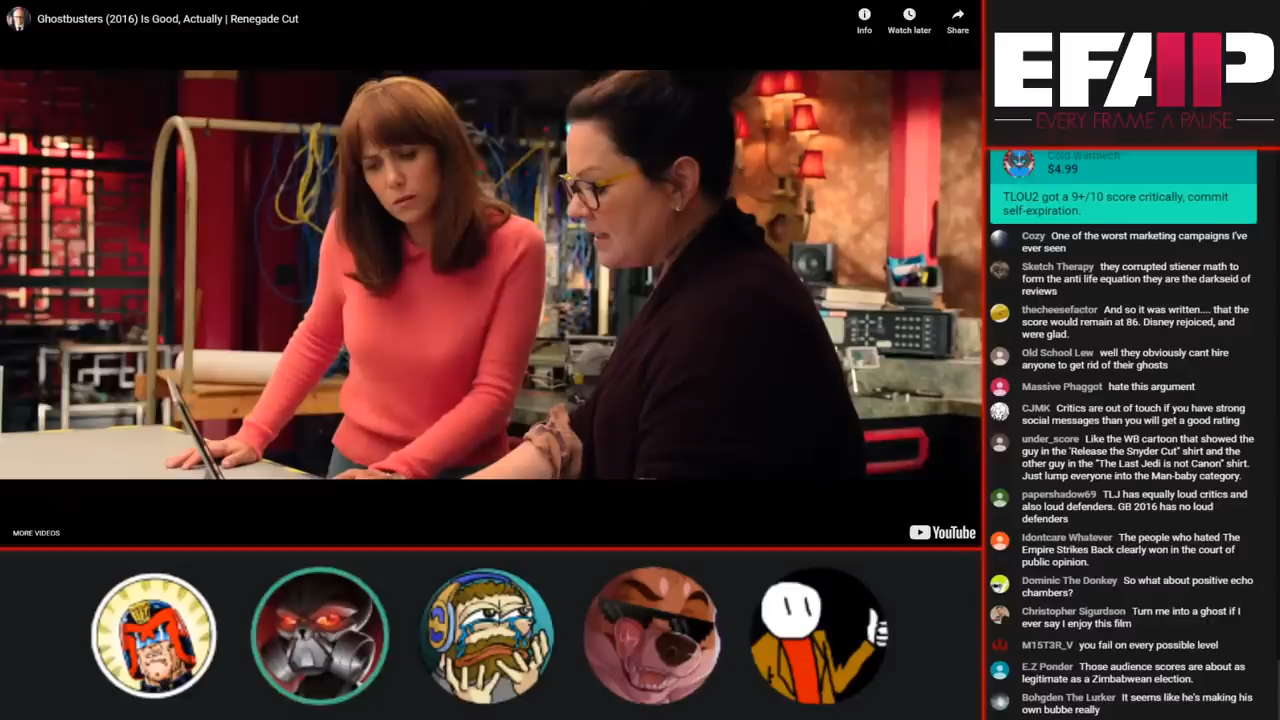 Ghostbusters (2016) Is Good, Actually | Renegade Cut
Info
Watch later
Share
MORE VIDEOS
YouTube
EFAP
EVERY FRAME A PAUSE
Cold Warmech
$4.99
TLOU2 got a 9+/10 score critically, commit
self-expiration.
Cozy One of the worst marketing campaigns I've
ever seen
Sketch Therapy they corrupted stiener math to
form the anti life equation they are the darkseid of
reviews
thecheesefactor And so it was written.... that the
score would remain at 86. Disney rejoiced, and
were glad.
Old School Lew well they obviously cant hire
anyone to get rid of their ghosts
Massive Phaggot hate this argument
CJMK Critics are out of touch if you have strong
social messages than you will get a good rating
under_score Like the WB cartoon that showed the
guy in the "Release the Snyder Cut" shirt and the
other guy in the "The Last Jedi is not Canon" shirt.
Just lump everyone into the Man-baby category.
papershadow69 TLJ has equally loud critics and
also loud defenders. GB 2016 has no loud
defenders
Idontcare Whatever The people who hated The
Empire Strikes Back clearly won in the court of
public opinion.
Dominic The Donkey So what about positive echo
chambers?
Christopher Sigurdson Turn me into a ghost if I
ever say I enjoy this film
M15T3R_V you fail on every possible level
E.Z Ponder Those audience scores are about as
legitimate as a Zimbabwean election.
Bohgden The Lurker It seems like he's making his
own bubbe really